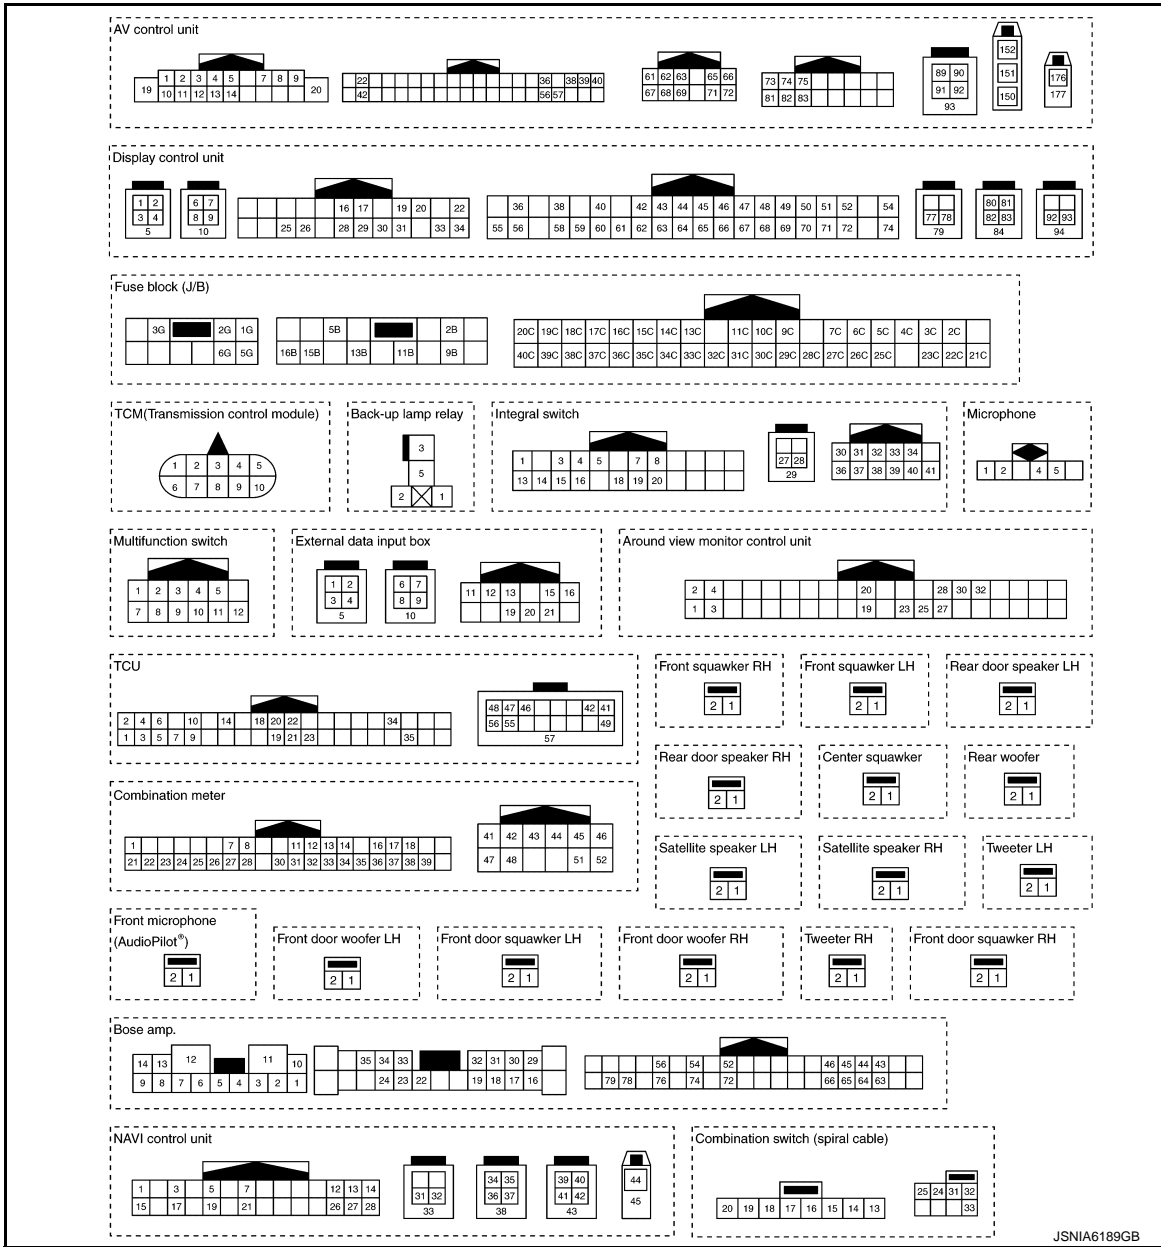 AV control unit
1 2 3 4 5 7 8 9
19 10 11 12 13 14 20
22 36 38 39 40
42 56 57
61 62 63 65 66
67 68 69 71 72
73 74 75
81 82 83
89 90
91 92
93
152
151
150
176
177
Display control unit
1 2
3 4
5
6 7
8 9
10
16 17 19 20 22
25 26 28 29 30 31 33 34
36 38 40 42 43 44 45 46 47 48 49 50 51 52 54
55 56 58 59 60 61 62 63 64 65 66 67 68 69 70 71 72 74
77 78
79
80 81
82 83
84
92 93
94
Fuse block (J/B)
3G 2G 1G
6G 5G
5B 2B
16B 15B 13B 11B 9B
20C 19C 18C 17C 16C 15C 14C 13C 11C 10C 9C 7C 6C 5C 4C 3C 2C
40C 39C 38C 37C 36C 35C 34C 33C 32C 31C 30C 29C 28C 27C 26C 25C 23C 22C 21C
TCM(Transmission control module)
1 2 3 4 5
6 7 8 9 10
Back-up lamp relay
3
5
2 1
Integral switch
1 3 4 5 7 8
13 14 15 16 18 19 20
27 28
29
30 31 32 33 34
36 37 38 39 40 41
Microphone
1 2 4 5
Multifunction switch
1 2 3 4 5
7 8 9 10 11 12
External data input box
1 2
3 4
5
6 7
8 9
10
11 12 13 15 16
19 20 21
Around view monitor control unit
2 4 20 28 30 32
1 3 19 23 25 27
TCU
2 4 6 10 14 18 20 22 34
1 3 5 7 9 19 21 23 35
48 47 46 42 41
56 55 49
57
Front squawker RH
2 1
Front squawker LH
2 1
Rear door speaker LH
2 1
Rear door speaker RH
2 1
Center squawker
2 1
Rear woofer
2 1
Combination meter
1 7 8 11 12 13 14 16 17 18
21 22 23 24 25 26 27 28 30 31 32 33 34 35 36 37 38 39
41 42 43 44 45 46
47 48 51 52
Satellite speaker LH
2 1
Satellite speaker RH
2 1
Tweeter LH
2 1
Front microphone
(AudioPilot®)
2 1
Front door woofer LH
2 1
Front door squawker LH
2 1
Front door woofer RH
2 1
Tweeter RH
2 1
Front door squawker RH
2 1
Bose amp.
14 13 12 11 10
9 8 7 6 5 4 3 2 1
35 34 33 32 31 30 29
24 23 22 19 18 17 16
56 54 52 46 45 44 43
79 78 76 74 72 66 65 64 63
NAVI control unit
1 3 5 7 12 13 14
15 17 19 21 26 27 28
31 32
33
34 35
36 37
38
39 40
41 42
43
44
45
Combination switch (spiral cable)
20 19 18 17 16 15 14 13
25 24 31 32
33
JSNIA6189GB